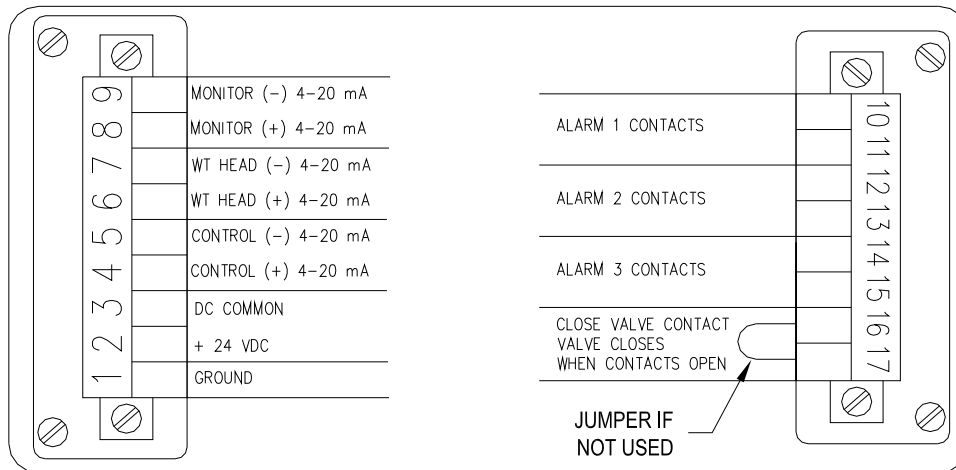 9 MONITOR (-) 4-20 mA
8 MONITOR (+) 4-20 mA
7 WT HEAD (-) 4-20 mA
6 WT HEAD (+) 4-20 mA
5 CONTROL (-) 4-20 mA
4 CONTROL (+) 4-20 mA
3 DC COMMON
2 + 24 VDC
1 GROUND
ALARM 1 CONTACTS 10 11
ALARM 2 CONTACTS 12 13
ALARM 3 CONTACTS 14 15
CLOSE VALVE CONTACT
VALVE CLOSES
WHEN CONTACTS OPEN
16 17
JUMPER IF
NOT USED